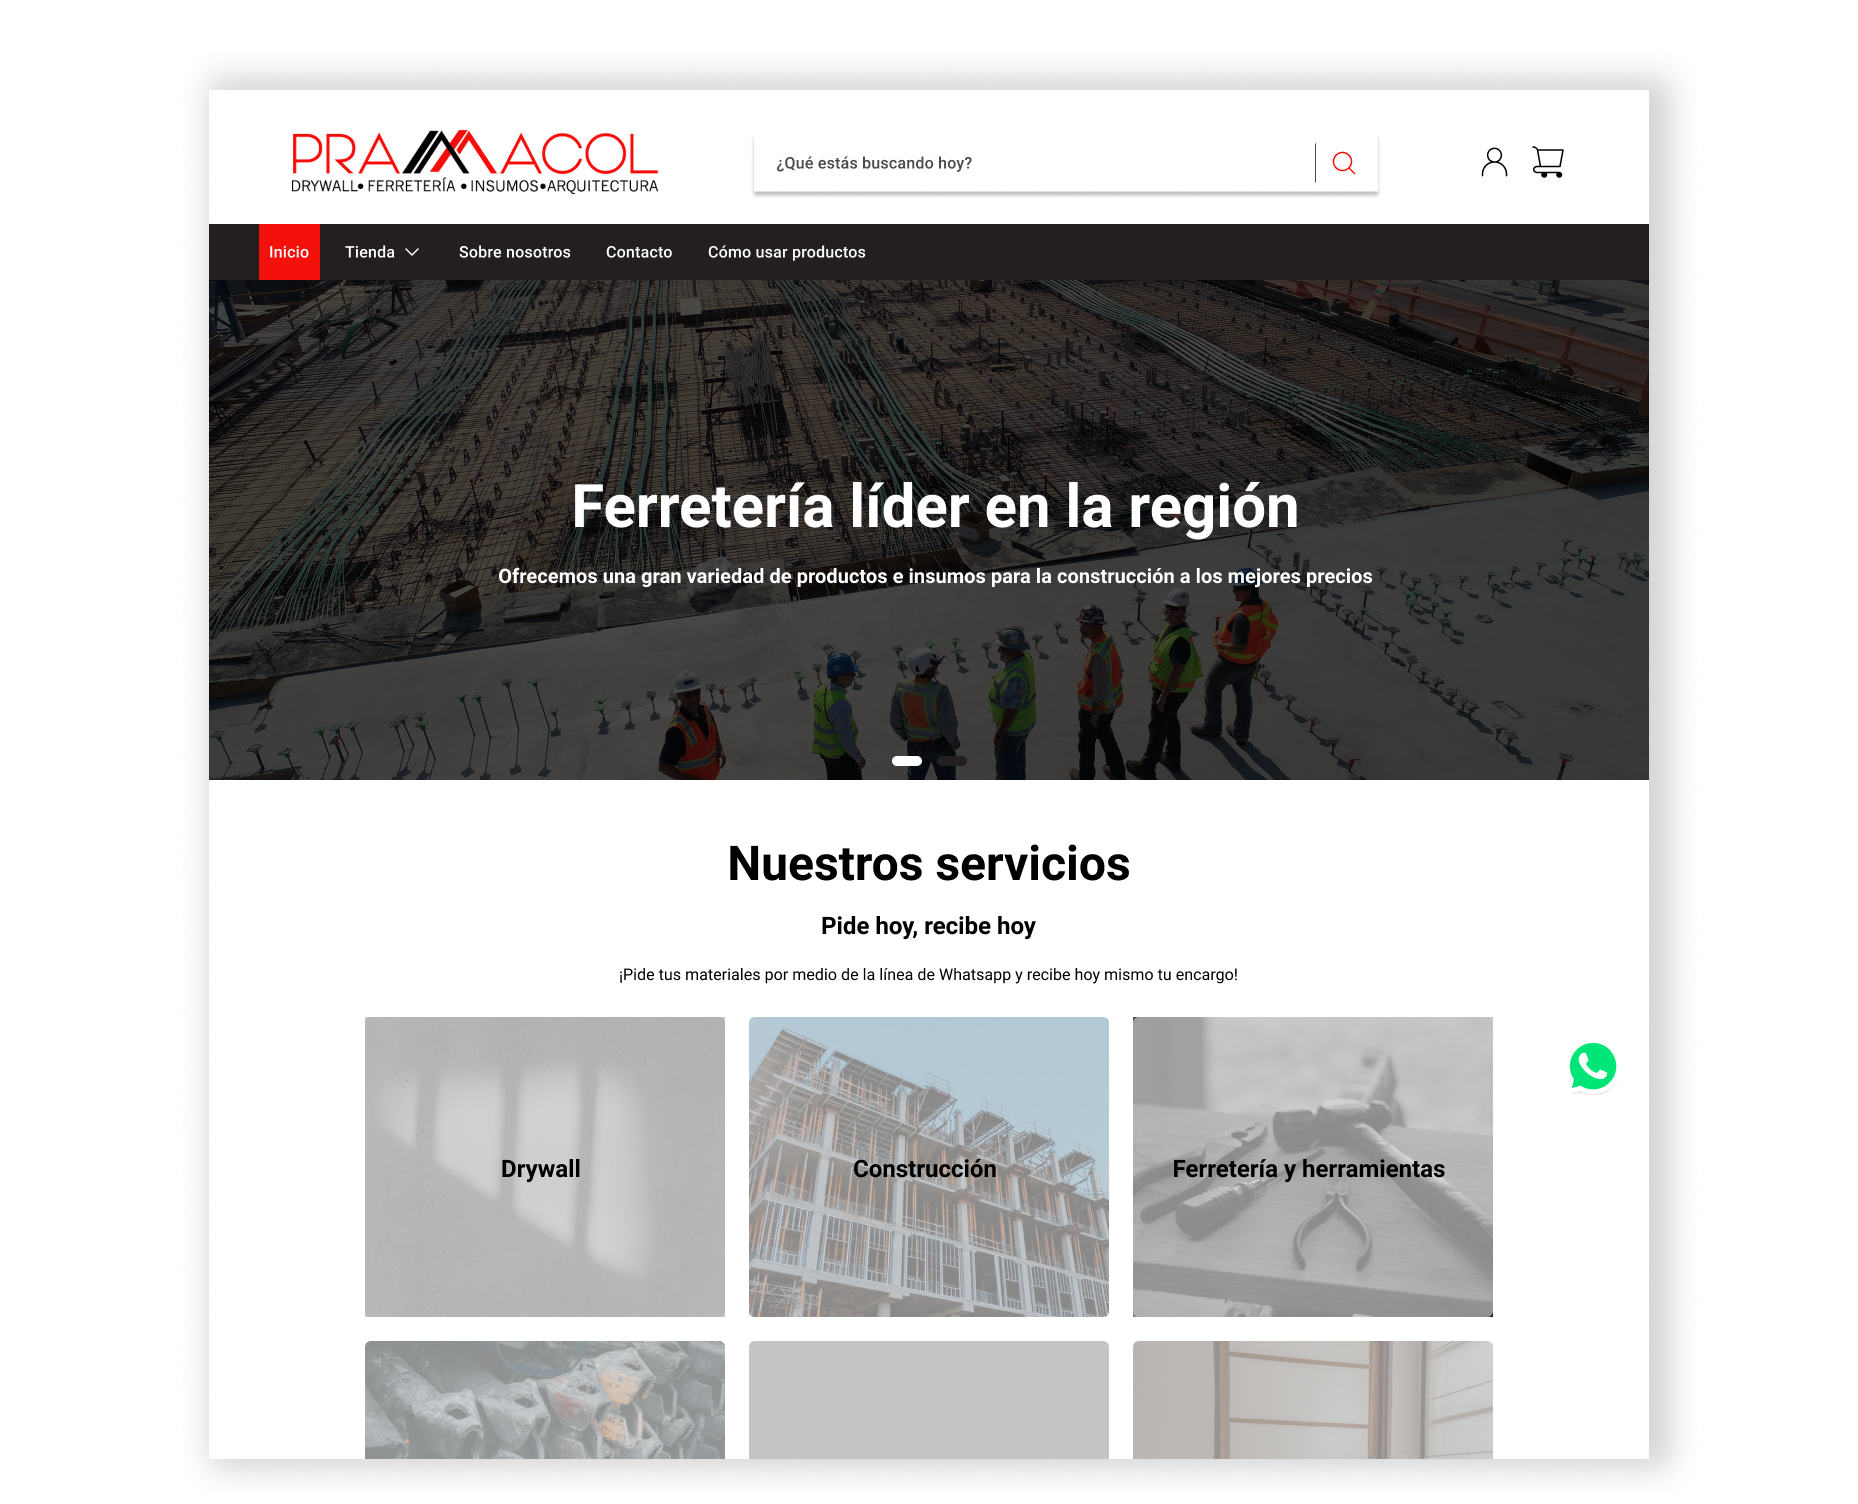 PRAMACOL
DRYWALL• FERRETERÍA • INSUMOS•ARQUITECTURA
¿Qué estás buscando hoy?
Inicio Tienda Sobre nosotros Contacto Cómo usar productos
Ferretería líder en la región
Ofrecemos una gran variedad de productos e insumos para la construcción a los mejores precios
Nuestros servicios
Pide hoy, recibe hoy
¡Pide tus materiales por medio de la línea de Whatsapp y recibe hoy mismo tu encargo!
Drywall Construcción Ferretería y herramientas